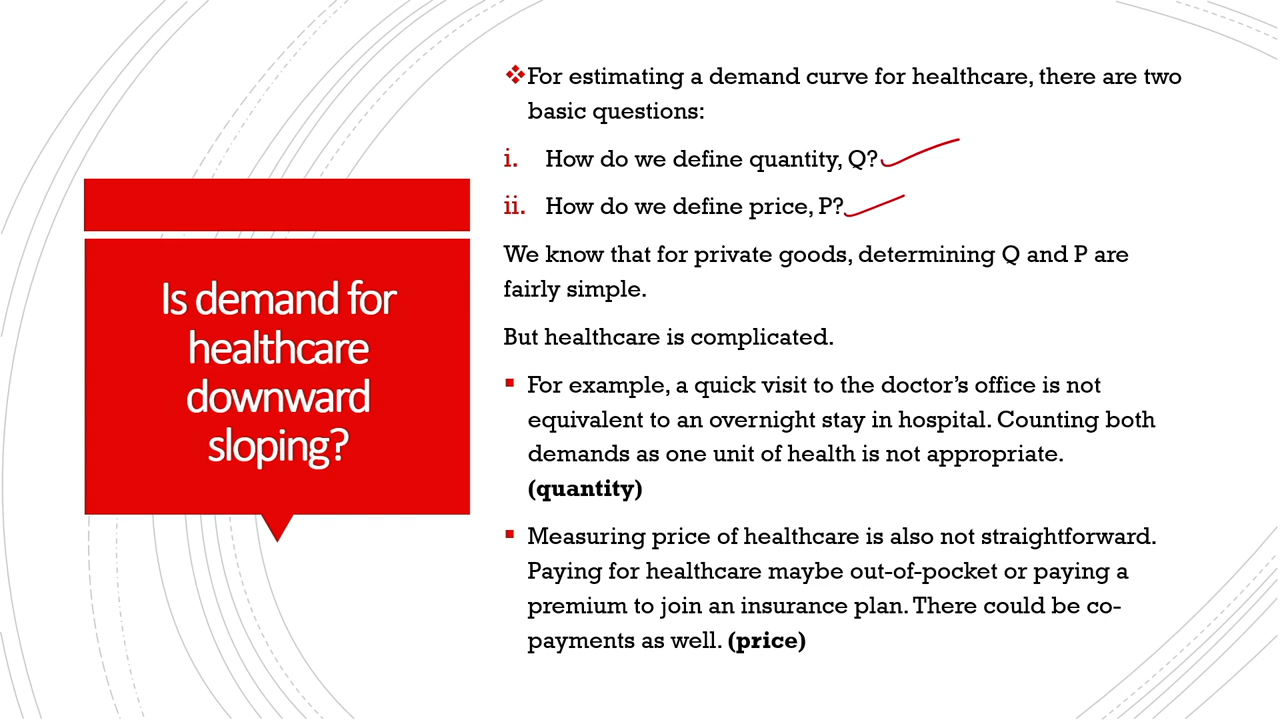 Is demand for
healthcare
downward
sloping?
❖For estimating a demand curve for healthcare, there are two
basic questions:
i. How do we define quantity, Q?
ii. How do we define price, P?
We know that for private goods, determining Q and P are
fairly simple.
But healthcare is complicated.
▪ For example, a quick visit to the doctor’s office is not
equivalent to an overnight stay in hospital. Counting both
demands as one unit of health is not appropriate.
(quantity)
▪ Measuring price of healthcare is also not straightforward.
Paying for healthcare maybe out-of-pocket or paying a
premium to join an insurance plan. There could be co-
payments as well. (price)